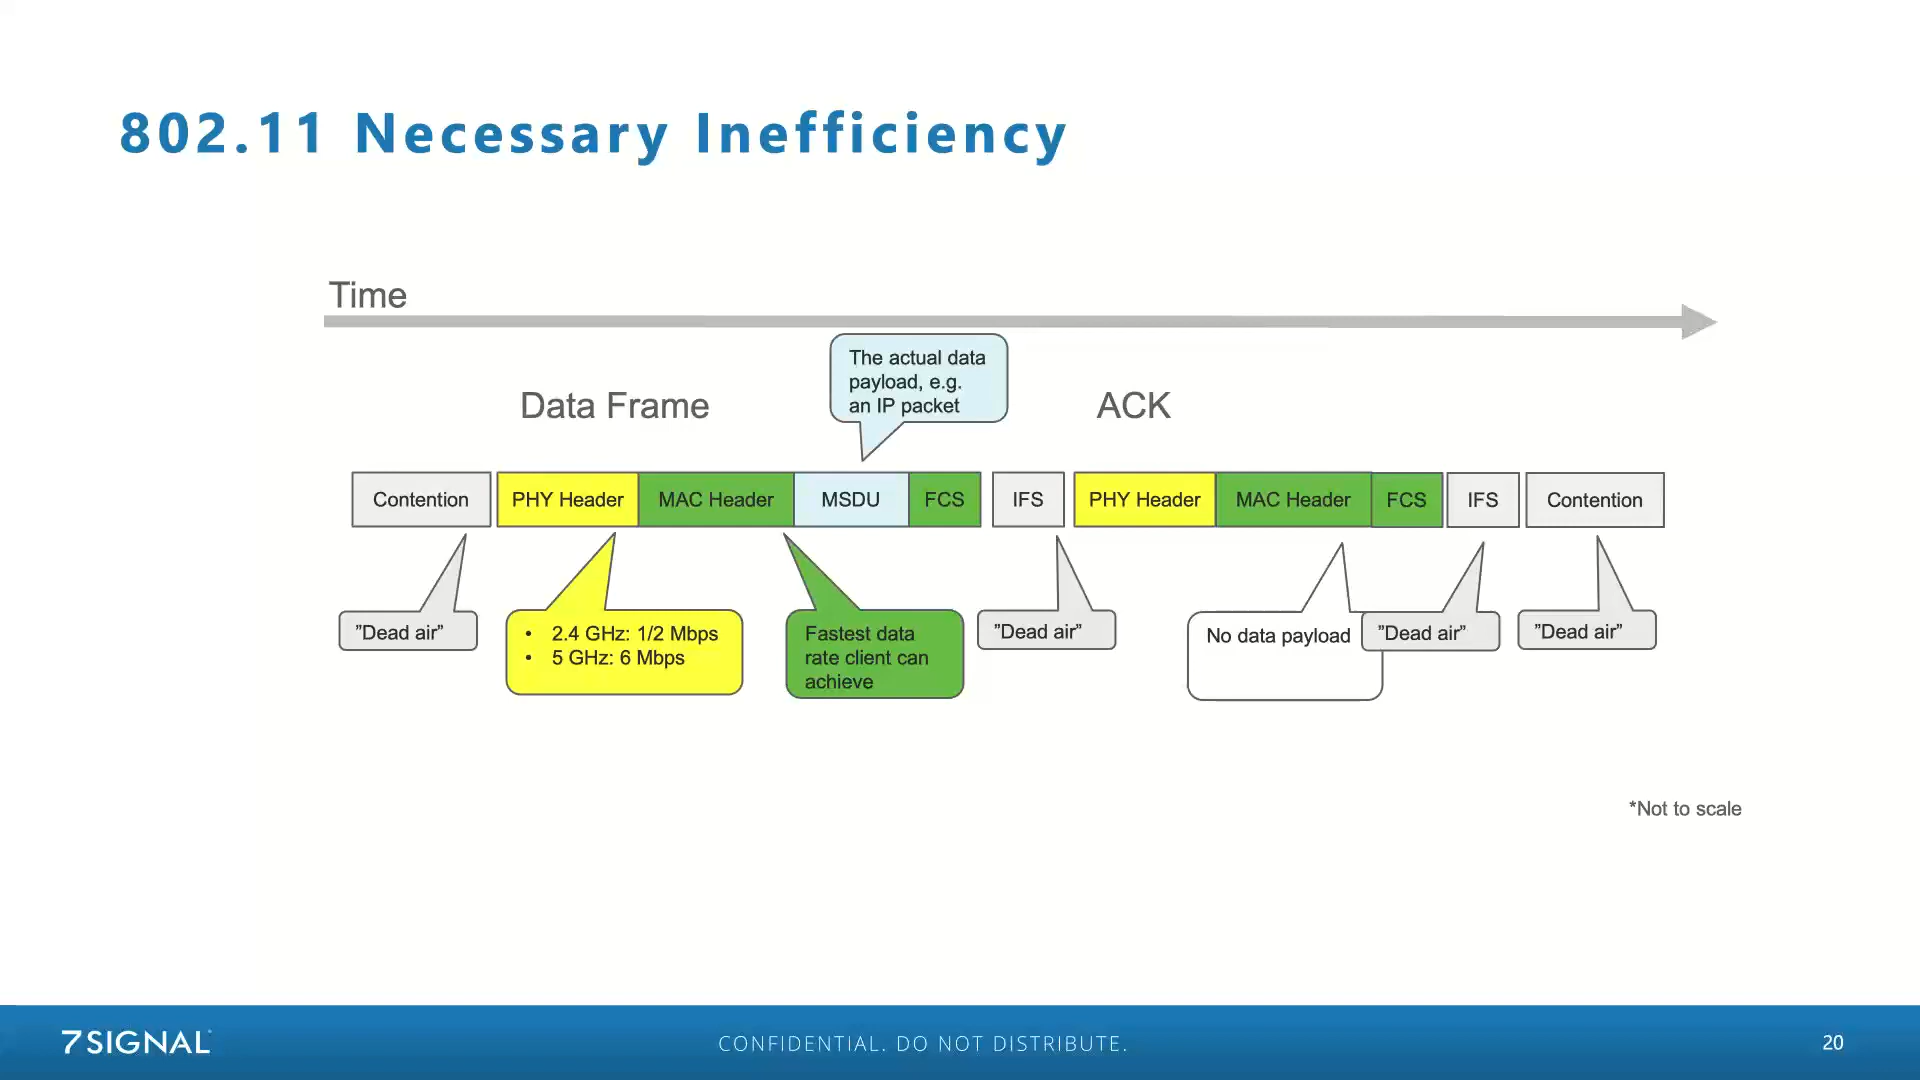 802.11 Necessary Inefficiency
Time
The actual data
payload, e.g.
an IP packet
Data Frame
ACK
Contention
PHY Header
MAC Header
MSDU
FCS
IFS
PHY Header
MAC Header
FCS
IFS
Contention
”Dead air”
• 2.4 GHz: 1/2 Mbps
• 5 GHz: 6 Mbps
Fastest data
rate client can
achieve
”Dead air”
No data payload
”Dead air”
”Dead air”
*Not to scale
7SIGNAL
CONFIDENTIAL. DO NOT DISTRIBUTE.
20